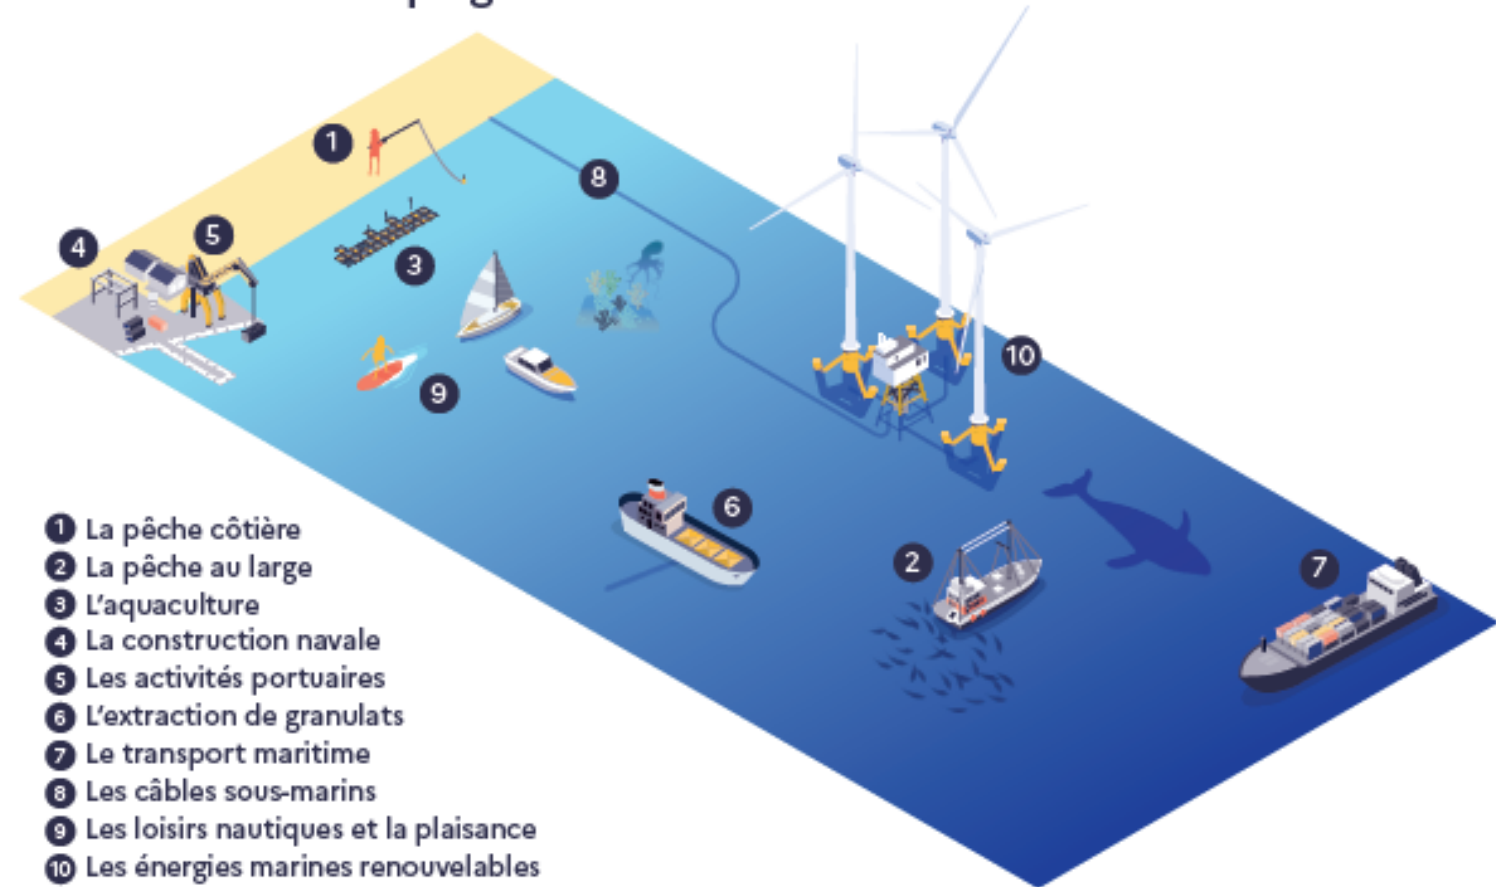 1
8
5
4
3
10
9
6
2
7
1 La pêche côtière
2 La pêche au large
3 L'aquaculture
4 La construction navale
5 Les activités portuaires
6 L'extraction de granulats
7 Le transport maritime
8 Les câbles sous-marins
9 Les loisirs nautiques et la plaisance
10 Les énergies marines renouvelables